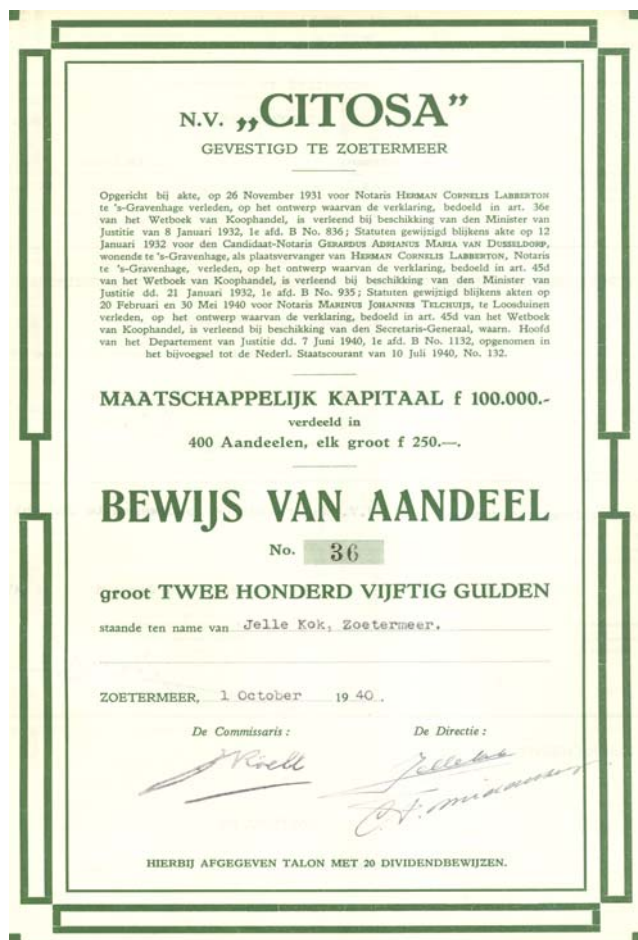 N.V. „CITOSA”
GEVESTIGD TE ZOETERMEER
Opgericht bij akte, op 26 November 1931 voor Notaris HERMAN CORNELIS LABBERTON
te 's-Gravenhage verleden, op het ontwerp waarvan de verklaring, bedoeld in art. 36e
van het Wetboek van Koophandel, is verleend bij beschikking van den Minister van
Justitie van 8 Januari 1932, 1e afd. B No. 836; Statuten gewijzigd blijkens akte op 12
Januari 1932 voor den Candidaat-Notaris GERARDUS ADRIANUS MARIA VAN DUSSELDORP,
wonende te 's-Gravenhage, als plaatsvervanger van HERMAN CORNELIS LABBERTON, Notaris
te 's-Gravenhage, verleden, op het ontwerp waarvan de verklaring, bedoeld in art. 45d
van het Wetboek van Koophandel, is verleend bij beschikking van den Minister van
Justitie dd. 21 Januari 1932, 1e afd. B No. 935; Statuten gewijzigd blijkens akten op
20 Februari en 30 Mei 1940 voor Notaris MARINUS JOHANNES TELCHUIJS, te Loosduinen
verleden, op het ontwerp waarvan de verklaring, bedoeld in art. 45d van het Wetboek
van Koophandel, is verleend bij beschikking van den Secretaris-Generaal, waarn. Hoofd
van het Departement van Justitie dd. 7 Juni 1940, 1e afd. B No. 1132, opgenomen in
het bijvoegsel tot de Nederl. Staatscourant van 10 Juli 1940, No. 132.
MAATSCHAPPELIJK KAPITAAL f 100.000.-
verdeeld in
400 Aandeelen, elk groot f 250.—.
BEWIJS VAN AANDEEL
No. 36
groot TWEE HONDERD VIJFTIG GULDEN
staande ten name van Jelle Kok, Zoetermeer.
ZOETERMEER, 1 October 1940.
De Commissaris: De Directie:
HIERBIJ AFGEGEVEN TALON MET 20 DIVIDENDBEWIJZEN.